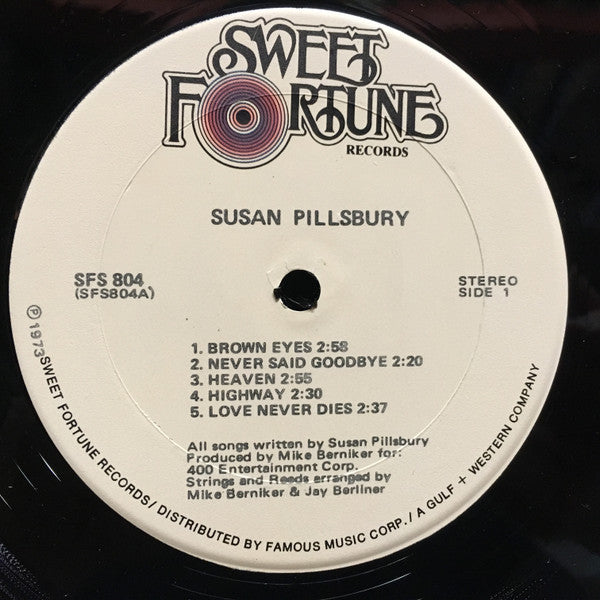 SWEET
FORTUNE
RECORDS
SUSAN PILLSBURY
SFS 804
(SFS804A)
STEREO
SIDE 1
1. BROWN EYES 2:58
2. NEVER SAID GOODBYE 2:20
3. HEAVEN 2:55
4. HIGHWAY 2:30
5. LOVE NEVER DIES 2:37
All songs written by Susan Pillsbury
Produced by Mike Berniker for:
400 Entertainment Corp.
Strings and Reeds arranged by
Mike Berniker & Jay Berliner
Ⓟ 1973 SWEET FORTUNE RECORDS/ DISTRIBUTED BY FAMOUS MUSIC CORP. / A GULF + WESTERN COMPANY